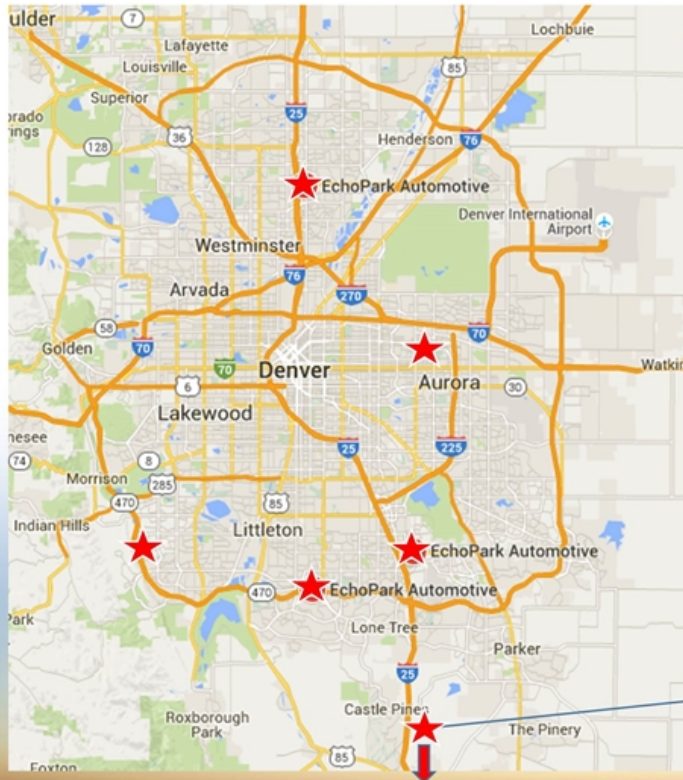 ulder
7
Lochbuie
Lafayette
Louisville
85
Superior
25
orado
ings
36
Henderson
76
128
EchoPark Automotive
Denver International
Airport
Westminster
76
270
Arvada
58
70
70
Golden
70
Denver
Watkin
6
Aurora
30
Lakewood
nesee
25
225
74
8
Morrison
285
470
85
Indian Hills
Littleton
EchoPark Automotive
470
EchoPark Automotive
Park
Lone Tree
Parker
25
Castle Pines
Roxborough
Park
The Pinery
85
Foxton